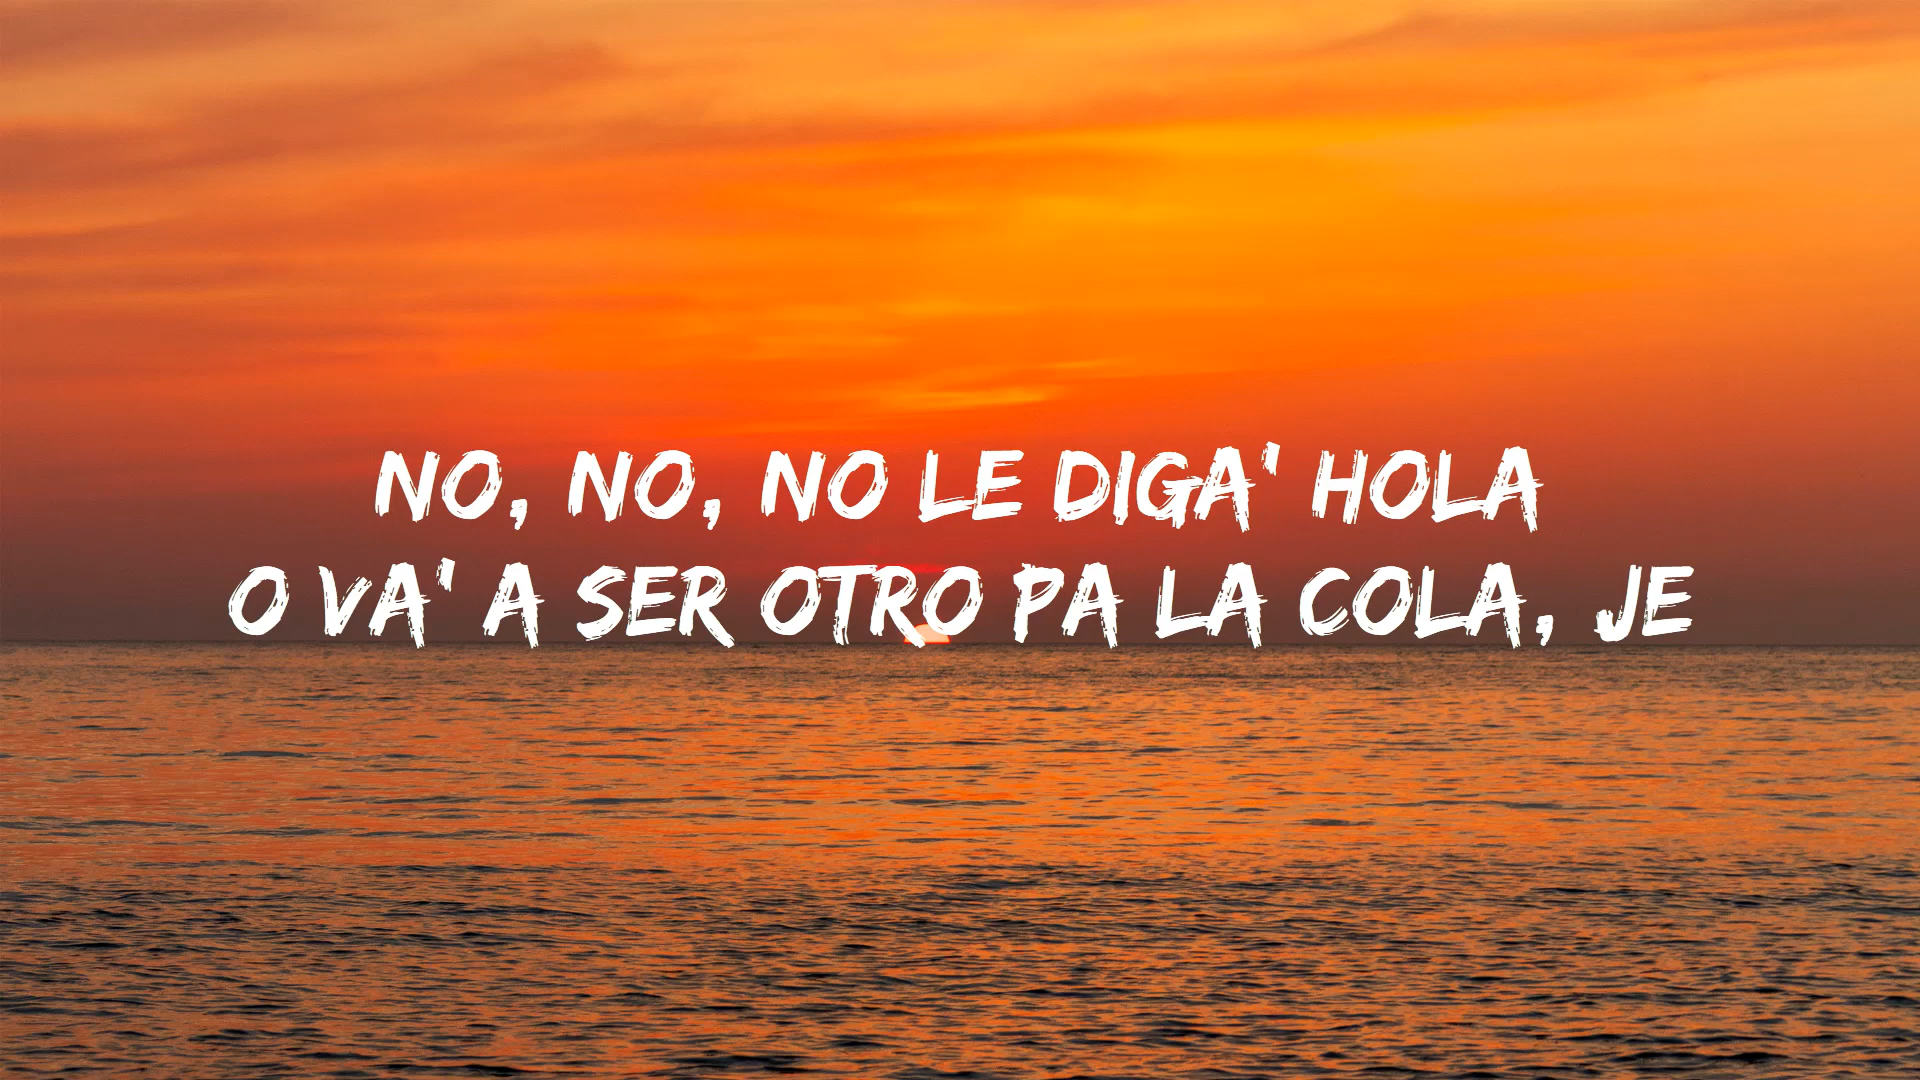 NO, NO, NO LE DIGA' HOLA
O VA' A SER OTRO PA LA COLA, JE